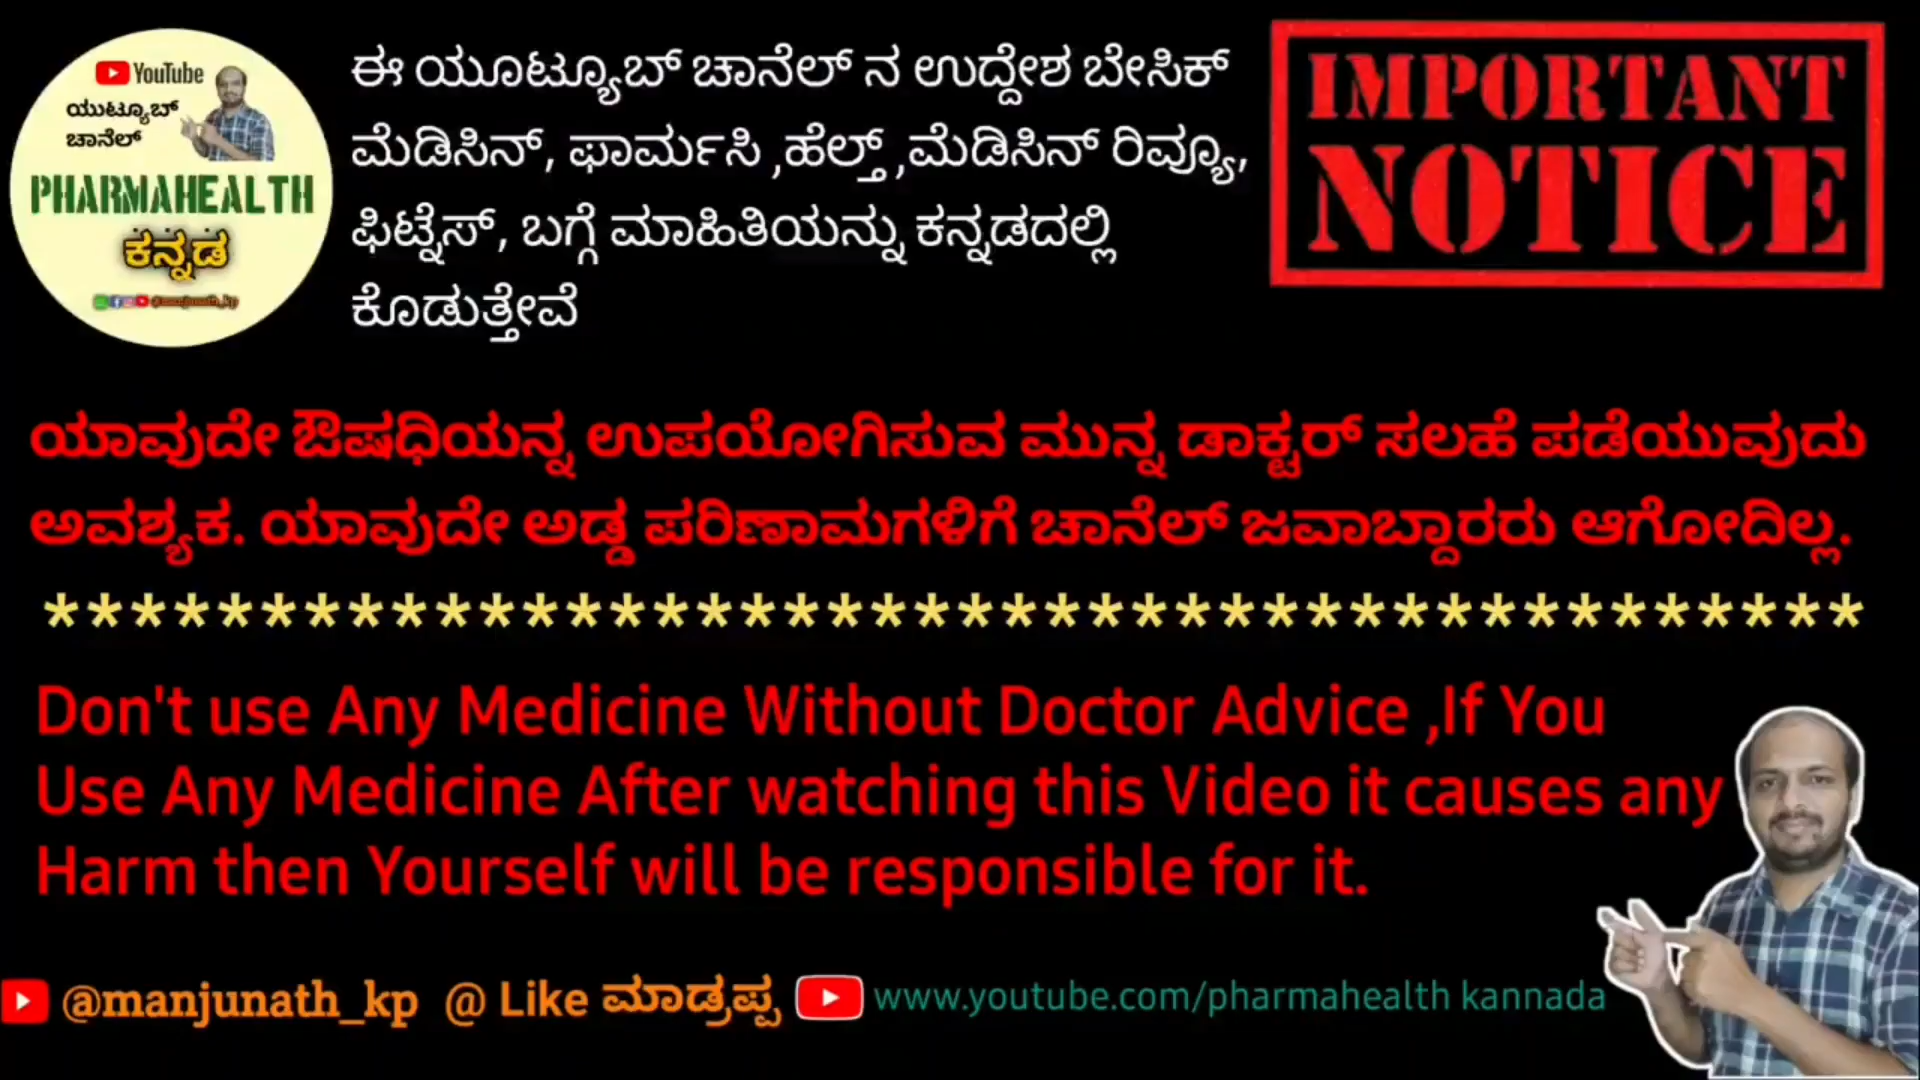 YouTube
ಯುಟ್ಯೂಬ್
ಚಾನೆಲ್
PHARMAHEALTH
ಕನ್ನಡ
@manjunath_kp
ಈ ಯೂಟ್ಯೂಬ್ ಚಾನೆಲ್ ನ ಉದ್ದೇಶ ಬೇಸಿಕ್
ಮೆಡಿಸಿನ್, ಫಾರ್ಮಸಿ ,ಹೆಲ್ತ್ ,ಮೆಡಿಸಿನ್ ರಿವ್ಯೂ,
ಫಿಟ್ನೆಸ್, ಬಗ್ಗೆ ಮಾಹಿತಿಯನ್ನು ಕನ್ನಡದಲ್ಲಿ
ಕೊಡುತ್ತೇವೆ
IMPORTANT
NOTICE
ಯಾವುದೇ ಔಷಧಿಯನ್ನ ಉಪಯೋಗಿಸುವ ಮುನ್ನ ಡಾಕ್ಟರ್ ಸಲಹೆ ಪಡೆಯುವುದು
ಅವಶ್ಯಕ. ಯಾವುದೇ ಅಡ್ಡ ಪರಿಣಾಮಗಳಿಗೆ ಚಾನೆಲ್ ಜವಾಬ್ದಾರರು ಆಗೋದಿಲ್ಲ.
******************************************
Don't use Any Medicine Without Doctor Advice ,If You
Use Any Medicine After watching this Video it causes any
Harm then Yourself will be responsible for it.
@manjunath_kp @ Like ಮಾಡ್ರಪ್ಪ www.youtube.com/pharmahealth kannada